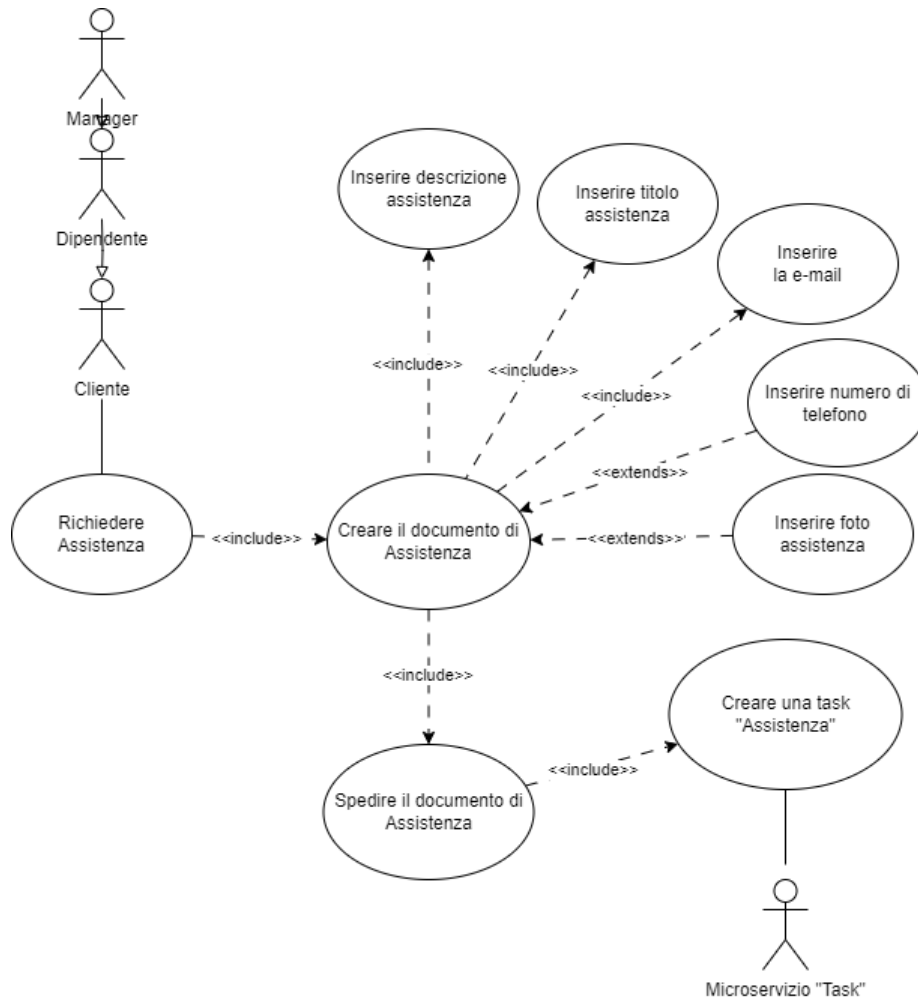 Manager
Dipendente
Cliente
Richiedere
Assistenza
<<include>>
Creare il documento di
Assistenza
<<include>>
Inserire descrizione
assistenza
<<include>>
Inserire titolo
assistenza
<<include>>
Inserire
la e-mail
<<extends>>
Inserire numero di
telefono
<<extends>>
Inserire foto
assistenza
<<include>>
Spedire il documento di
Assistenza
<<include>>
Creare una task
"Assistenza"
Microservizio "Task"